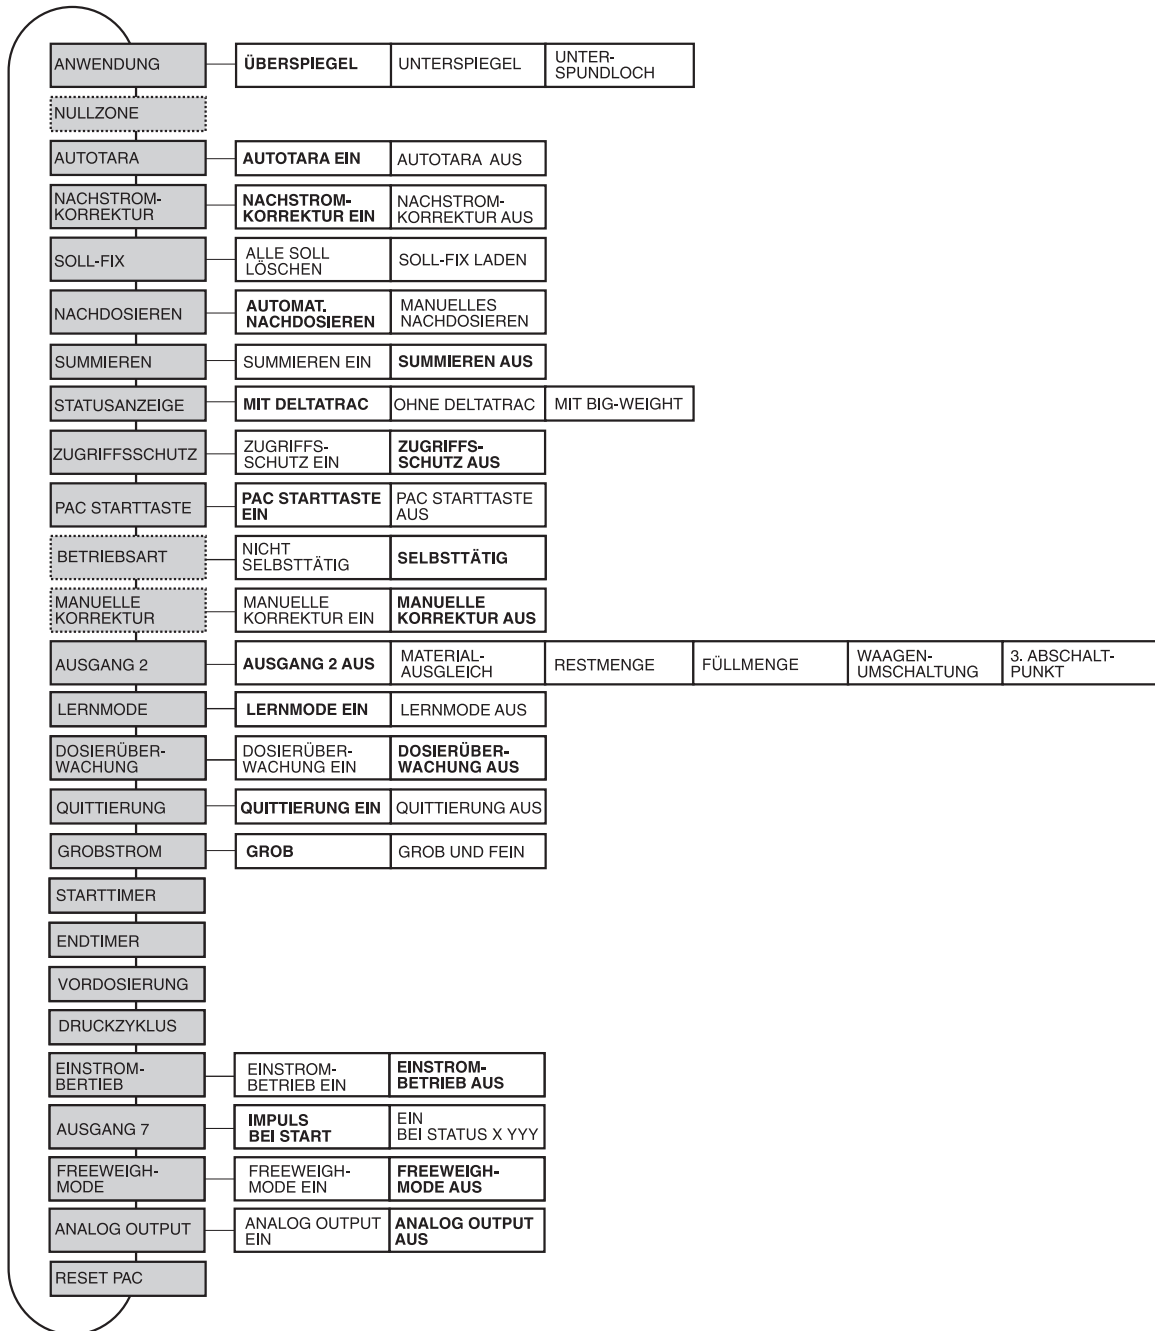 ANWENDUNG
ÜBERSPIEGEL
UNTERSPIEGEL
UNTER-
SPUNDLOCH
NULLZONE
AUTOTARA
AUTOTARA EIN
AUTOTARA AUS
NACHSTROM-
KORREKTUR
NACHSTROM-
KORREKTUR EIN
NACHSTROM-
KORREKTUR AUS
SOLL-FIX
ALLE SOLL
LÖSCHEN
SOLL-FIX LADEN
NACHDOSIEREN
AUTOMAT.
NACHDOSIEREN
MANUELLES
NACHDOSIEREN
SUMMIEREN
SUMMIEREN EIN
SUMMIEREN AUS
STATUSANZEIGE
MIT DELTATRAC
OHNE DELTATRAC
MIT BIG-WEIGHT
ZUGRIFFSSCHUTZ
ZUGRIFFS-
SCHUTZ EIN
ZUGRIFFS-
SCHUTZ AUS
PAC STARTTASTE
PAC STARTTASTE
EIN
PAC STARTTASTE
AUS
BETRIEBSART
NICHT
SELBSTTÄTIG
SELBSTTÄTIG
MANUELLE
KORREKTUR
MANUELLE
KORREKTUR EIN
MANUELLE
KORREKTUR AUS
AUSGANG 2
AUSGANG 2 AUS
MATERIAL-
AUSGLEICH
RESTMENGE
FÜLLMENGE
WAAGEN-
UMSCHALTUNG
3. ABSCHALT-
PUNKT
LERNMODE
LERNMODE EIN
LERNMODE AUS
DOSIERÜBER-
WACHUNG
DOSIERÜBER-
WACHUNG EIN
DOSIERÜBER-
WACHUNG AUS
QUITTIERUNG
QUITTIERUNG EIN
QUITTIERUNG AUS
GROBSTROM
GROB
GROB UND FEIN
STARTTIMER
ENDTIMER
VORDOSIERUNG
DRUCKZYKLUS
EINSTROM-
BERTIEB
EINSTROM-
BETRIEB EIN
EINSTROM-
BETRIEB AUS
AUSGANG 7
IMPULS
BEI START
EIN
BEI STATUS X YYY
FREEWEIGH-
MODE
FREEWEIGH-
MODE EIN
FREEWEIGH-
MODE AUS
ANALOG OUTPUT
ANALOG OUTPUT
EIN
ANALOG OUTPUT
AUS
RESET PAC